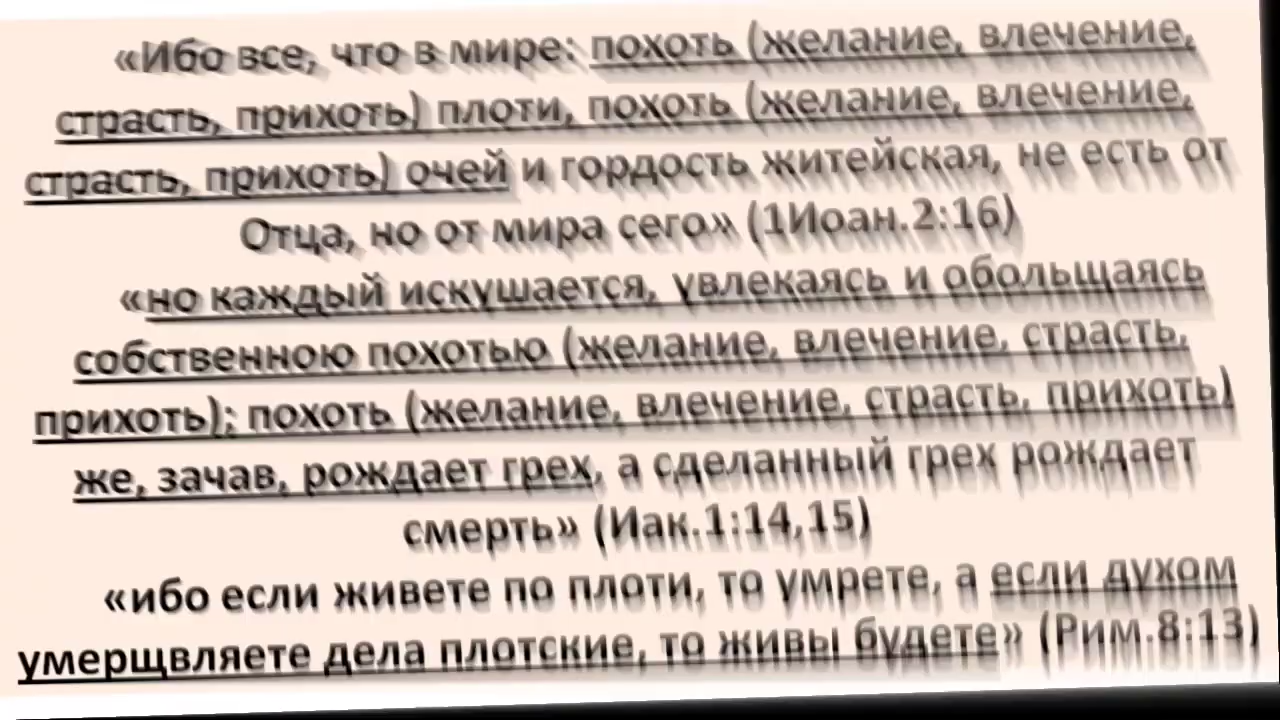 «Ибо все, что в мире: похоть (желание, влечение,
страсть, прихоть) плоти, похоть (желание, влечение,
страсть, прихоть) очей и гордость житейская, не есть от
Отца, но от мира сего» (1Иоан.2:16)
«но каждый искушается, увлекаясь и обольщаясь
собственною похотью (желание, влечение, страсть,
прихоть); похоть (желание, влечение, страсть, прихоть)
же, зачав, рождает грех, а сделанный грех рождает
смерть» (Иак.1:14,15)
«ибо если живете по плоти, то умрете, а если духом
умерщвляете дела плотские, то живы будете» (Рим.8:13)